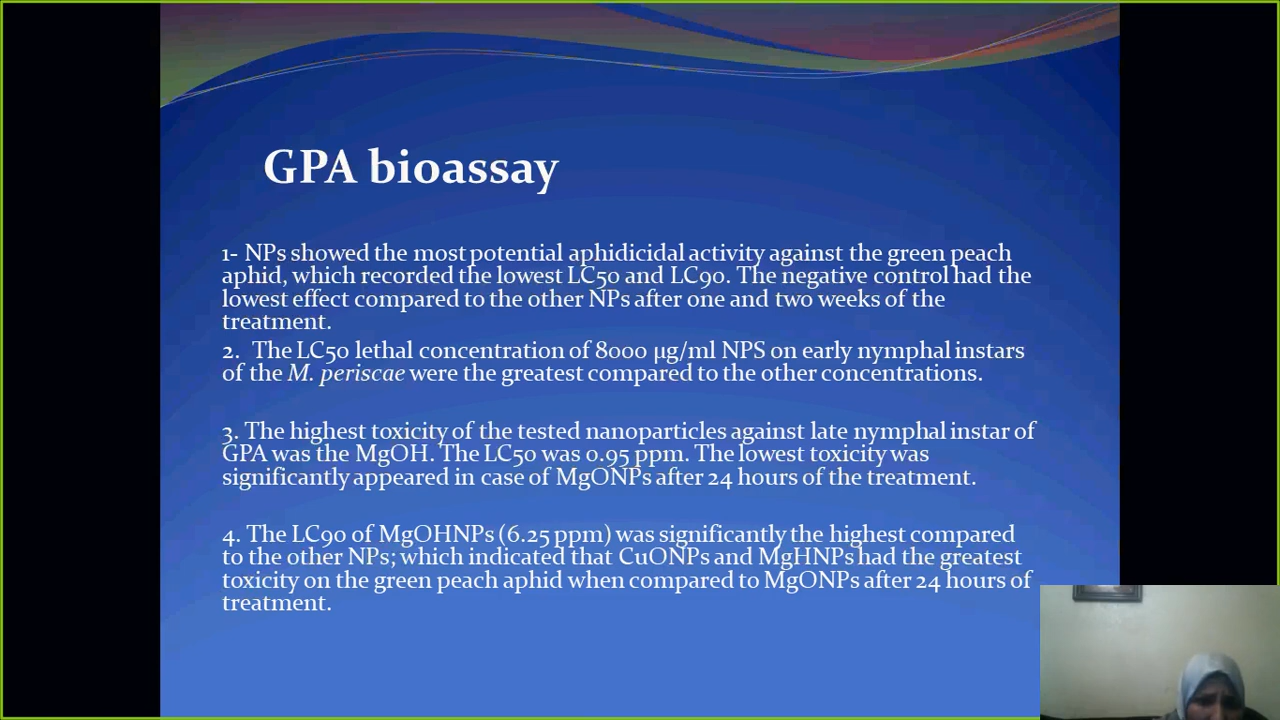 GPA bioassay
1- NPs showed the most potential aphidicidal activity against the green peach
aphid, which recorded the lowest LC50 and LC90. The negative control had the
lowest effect compared to the other NPs after one and two weeks of the
treatment.
2. The LC50 lethal concentration of 8000 µg/ml NPS on early nymphal instars
of the M. periscae were the greatest compared to the other concentrations.
3. The highest toxicity of the tested nanoparticles against late nymphal instar of
GPA was the MgOH. The LC50 was 0.95 ppm. The lowest toxicity was
significantly appeared in case of MgONPs after 24 hours of the treatment.
4. The LC90 of MgOHNPs (6.25 ppm) was significantly the highest compared
to the other NPs; which indicated that CuONPs and MgHNPs had the greatest
toxicity on the green peach aphid when compared to MgONPs after 24 hours of
treatment.